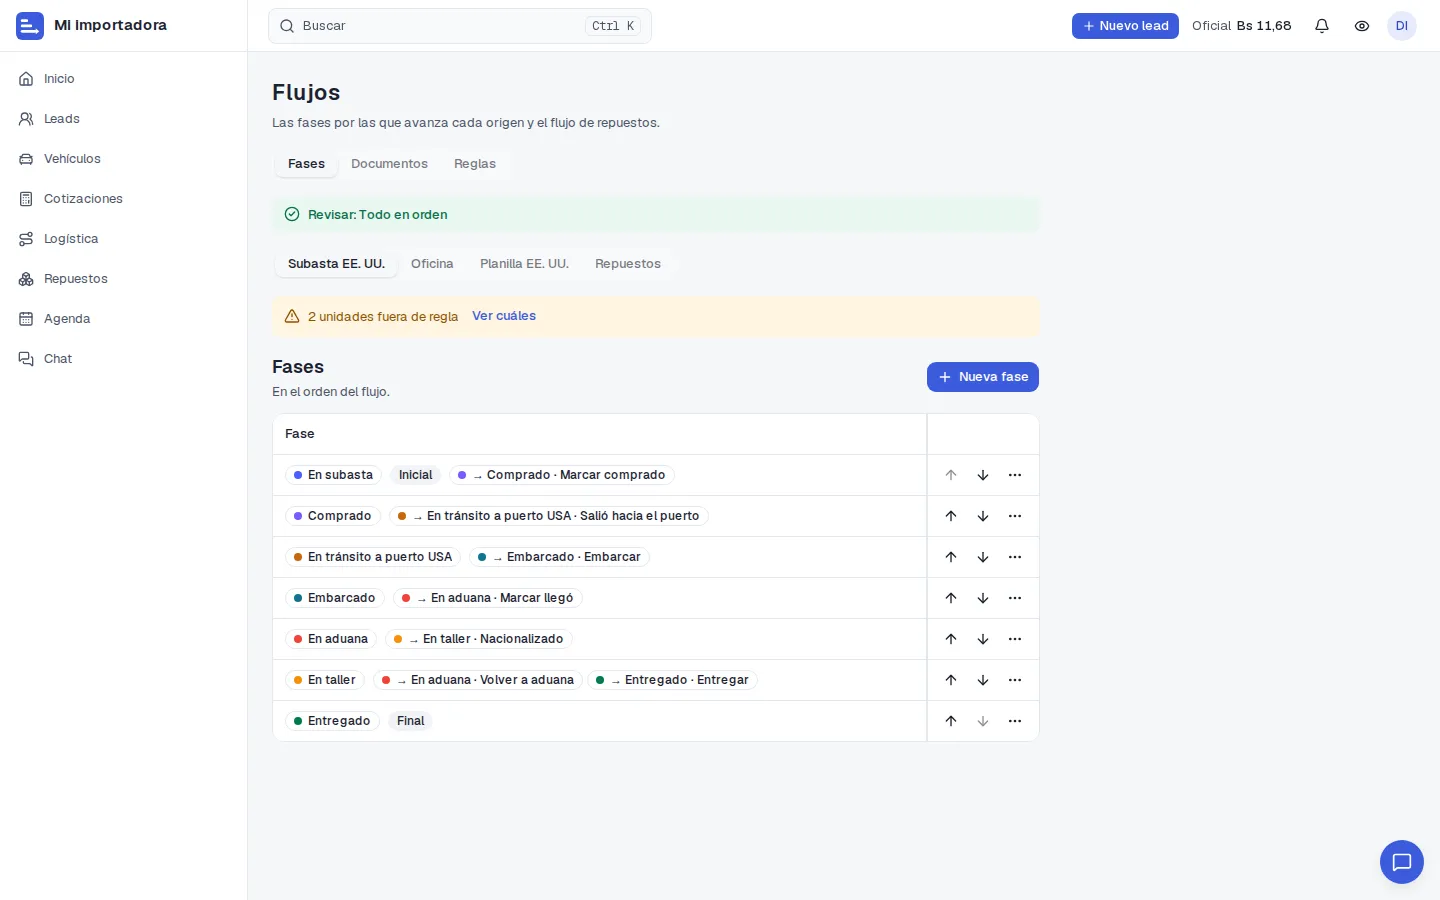 Mi Importadora
Buscar
Ctrl K
Nuevo lead
Oficial Bs 11,68
DI
Inicio
Leads
Vehículos
Cotizaciones
Logística
Repuestos
Agenda
Chat
Flujos
Las fases por las que avanza cada origen y el flujo de repuestos.
Fases Documentos Reglas
Revisar: Todo en orden
Subasta EE. UU. Oficina Planilla EE. UU. Repuestos
2 unidades fuera de regla Ver cuáles
Fases
En el orden del flujo.
Nueva fase
Fase
En subasta Inicial → Comprado · Marcar comprado
Comprado → En tránsito a puerto USA · Salió hacia el puerto
En tránsito a puerto USA → Embarcado · Embarcar
Embarcado → En aduana · Marcar llegó
En aduana → En taller · Nacionalizado
En taller → En aduana · Volver a aduana → Entregado · Entregar
Entregado Final